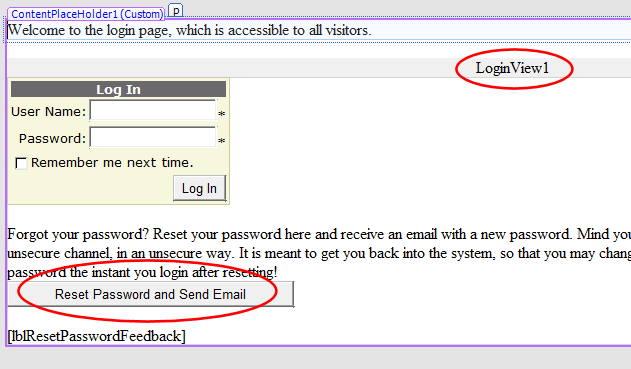 ContentPlaceHolder1 (Custom) p
Welcome to the login page, which is accessible to all visitors.
LoginView1
Log In
User Name: *
Password: *
Remember me next time.
Log In
Forgot your password? Reset your password here and receive an email with a new password. Mind you
unsecure channel, in an unsecure way. It is meant to get you back into the system, so that you may chang
password the instant you login after resetting!
Reset Password and Send Email
[lblResetPasswordFeedback]